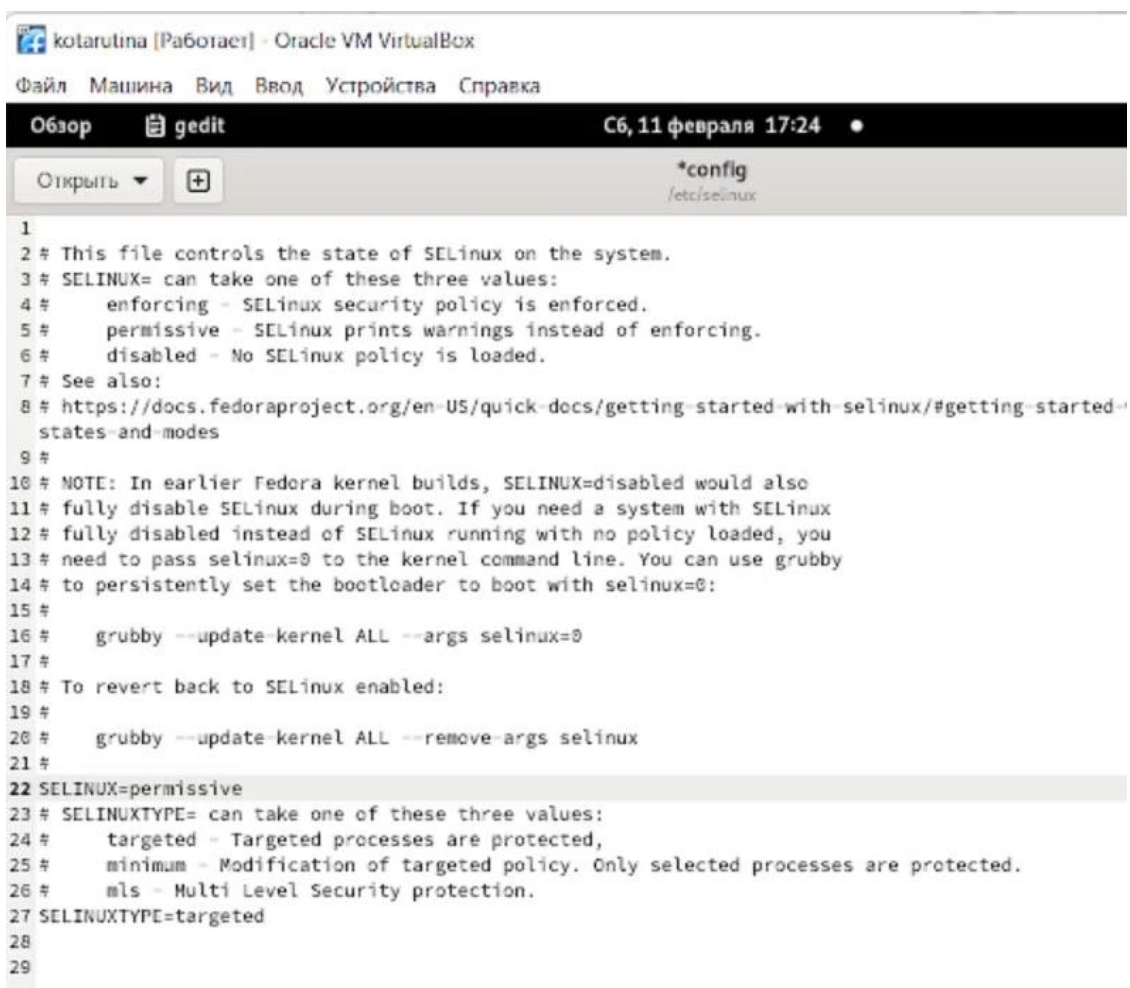 kotarutina [Работает] - Oracle VM VirtualBox
Файл Машина Вид Ввод Устройства Справка
Обзор gedit Сб, 11 февраля 17:24
Открыть *config
/etc/selinux
1
2 # This file controls the state of SELinux on the system.
3 # SELINUX= can take one of these three values:
4 # enforcing - SELinux security policy is enforced.
5 # permissive - SELinux prints warnings instead of enforcing.
6 # disabled - No SELinux policy is loaded.
7 # See also:
8 # https://docs.fedoraproject.org/en-US/quick-docs/getting-started-with-selinux/#getting-started-
states-and-modes
9 #
10 # NOTE: In earlier Fedora kernel builds, SELINUX=disabled would also
11 # fully disable SELinux during boot. If you need a system with SELinux
12 # fully disabled instead of SELinux running with no policy loaded, you
13 # need to pass selinux=0 to the kernel command line. You can use grubby
14 # to persistently set the bootloader to boot with selinux=0:
15 #
16 # grubby --update-kernel ALL --args selinux=0
17 #
18 # To revert back to SELinux enabled:
19 #
20 # grubby --update-kernel ALL --remove-args selinux
21 #
22 SELINUX=permissive
23 # SELINUXTYPE= can take one of these three values:
24 # targeted - Targeted processes are protected,
25 # minimum - Modification of targeted policy. Only selected processes are protected.
26 # mls - Multi Level Security protection.
27 SELINUXTYPE=targeted
28
29